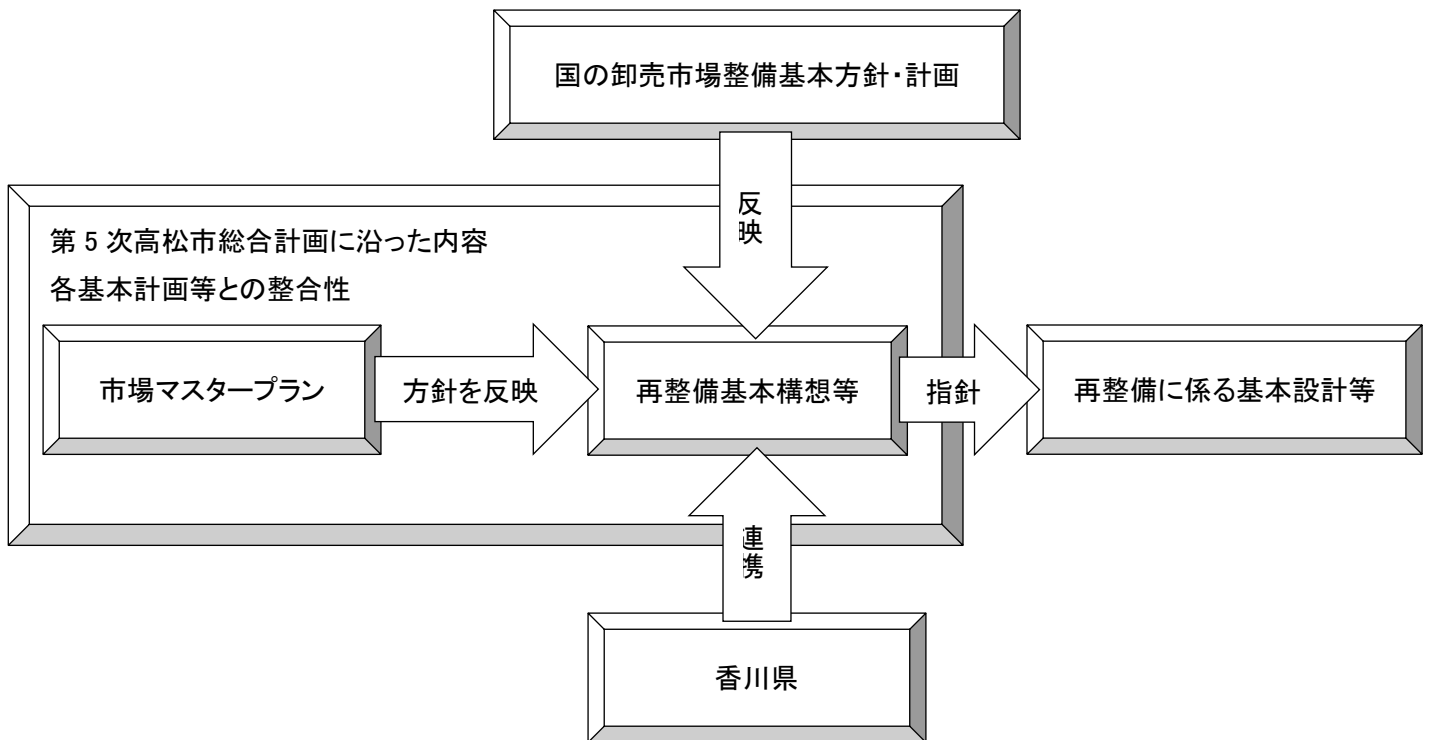 国の卸売市場整備基本方針・計画
反映
第5次高松市総合計画に沿った内容
各基本計画等との整合性
市場マスタープラン
方針を反映
再整備基本構想等
指針
再整備に係る基本設計等
連携
香川県